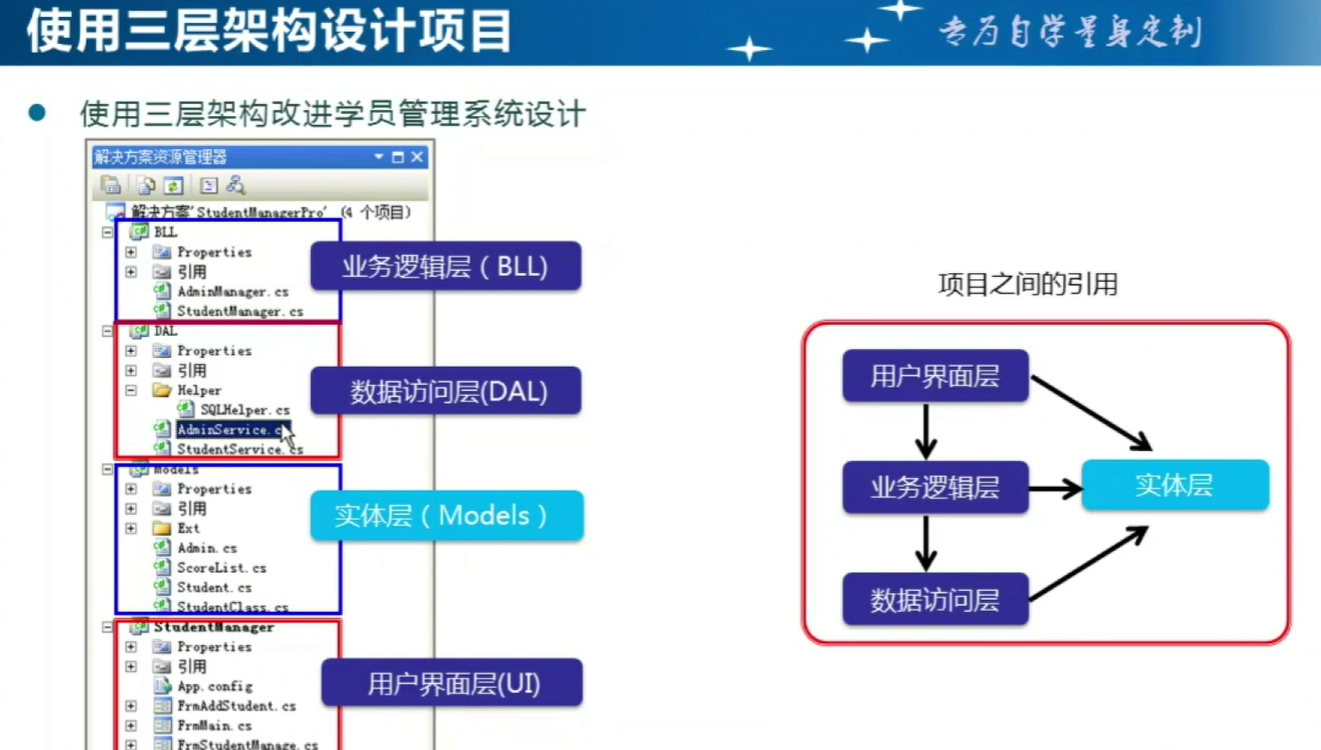 使用三层架构设计项目
专为自学量身定制
使用三层架构改进学员管理系统设计
解决方案资源管理器
解决方案'StudentManagerPro' (4 个项目)
BLL
Properties
引用
AdminManager.cs
StudentManager.cs
业务逻辑层(BLL)
DAL
Properties
引用
Helper
SQLHelper.cs
AdminService.c
StudentService.cs
数据访问层(DAL)
Models
Properties
引用
Ext
Admin.cs
ScoreList.cs
Student.cs
StudentClass.cs
实体层(Models)
StudentManager
Properties
引用
App.config
FrmAddStudent.cs
FrmMain.cs
FrmStudentManage.cs
用户界面层(UI)
项目之间的引用
用户界面层
业务逻辑层
实体层
数据访问层